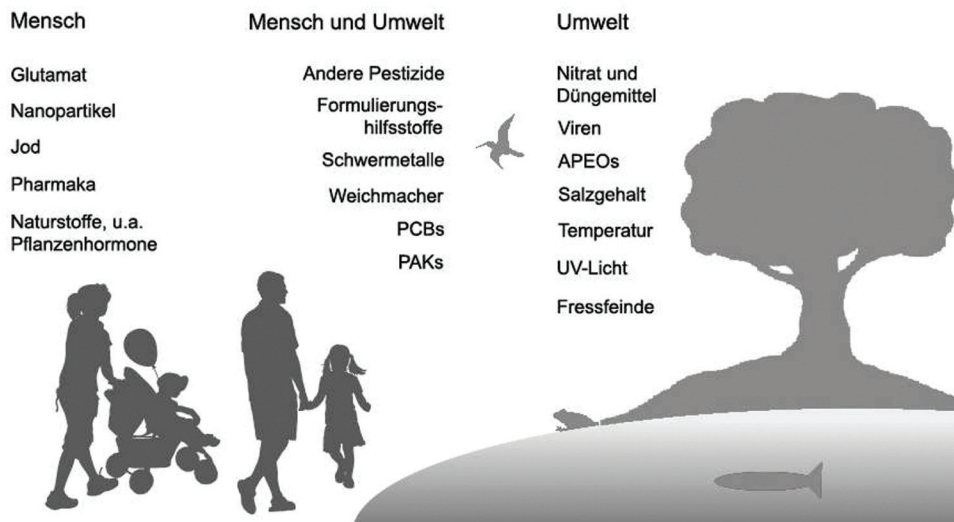 Mensch
Glutamat
Nanopartikel
Jod
Pharmaka
Naturstoffe, u.a.
Pflanzenhormone
Mensch und Umwelt
Andere Pestizide
Formulierungs-
hilfsstoffe
Schwermetalle
Weichmacher
PCBs
PAKs
Umwelt
Nitrat und
Düngemittel
Viren
APEOs
Salzgehalt
Temperatur
UV-Licht
Fressfeinde